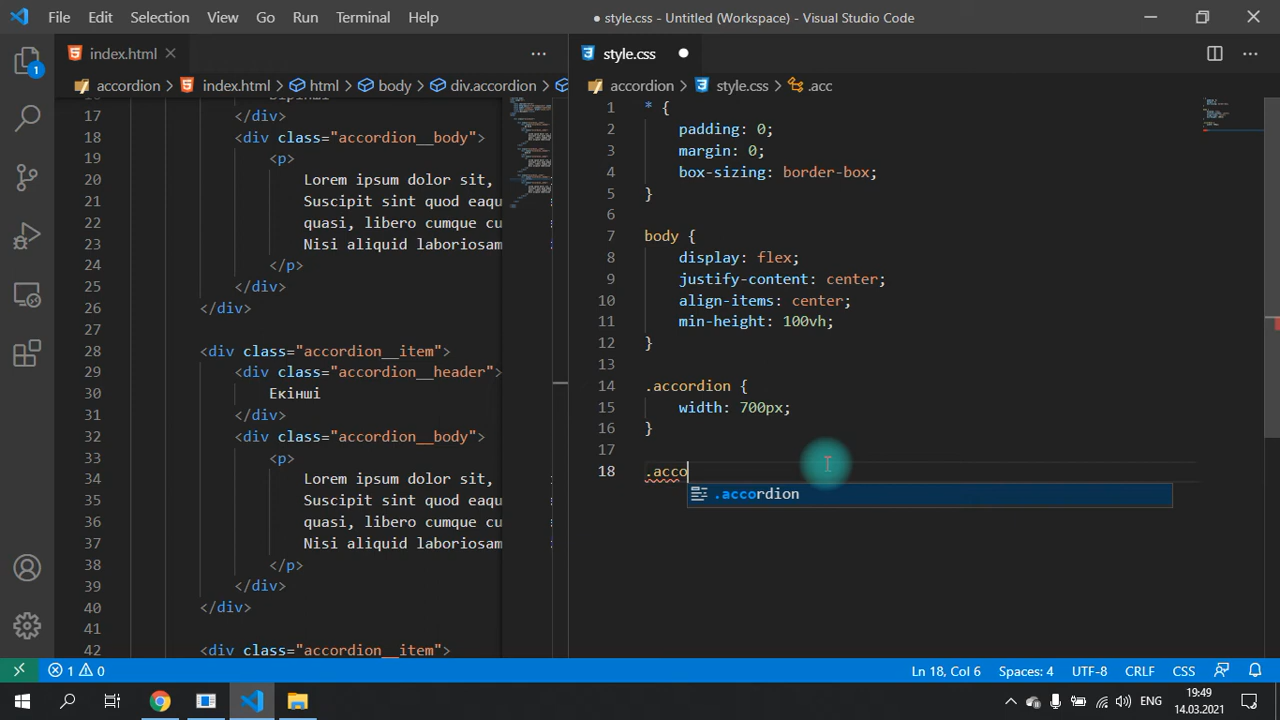 File Edit Selection View Go Run Terminal Help ● style.css - Untitled (Workspace) - Visual Studio Code
index.html
accordion > index.html > html > body > div.accordion >
17 </div>
18 <div class="accordion__body">
19 <p>
20 Lorem ipsum dolor sit,
21 Suscipit sint quod eaqu
22 quasi, libero cumque cu
23 Nisi aliquid laboriosam
24 </p>
25 </div>
26 </div>
27
28 <div class="accordion__item">
29 <div class="accordion__header">
30 Екінші
31 </div>
32 <div class="accordion__body">
33 <p>
34 Lorem ipsum dolor sit,
35 Suscipit sint quod eaqu
36 quasi, libero cumque cu
37 Nisi aliquid laboriosam
38 </p>
39 </div>
40 </div>
41
42 <div class="accordion__item">
style.css
accordion > style.css > .acc
1 * {
2 padding: 0;
3 margin: 0;
4 box-sizing: border-box;
5 }
6
7 body {
8 display: flex;
9 justify-content: center;
10 align-items: center;
11 min-height: 100vh;
12 }
13
14 .accordion {
15 width: 700px;
16 }
17
18 .acco
.accordion
1
1 0 Ln 18, Col 6 Spaces: 4 UTF-8 CRLF CSS
ENG 19:49
14.03.2021